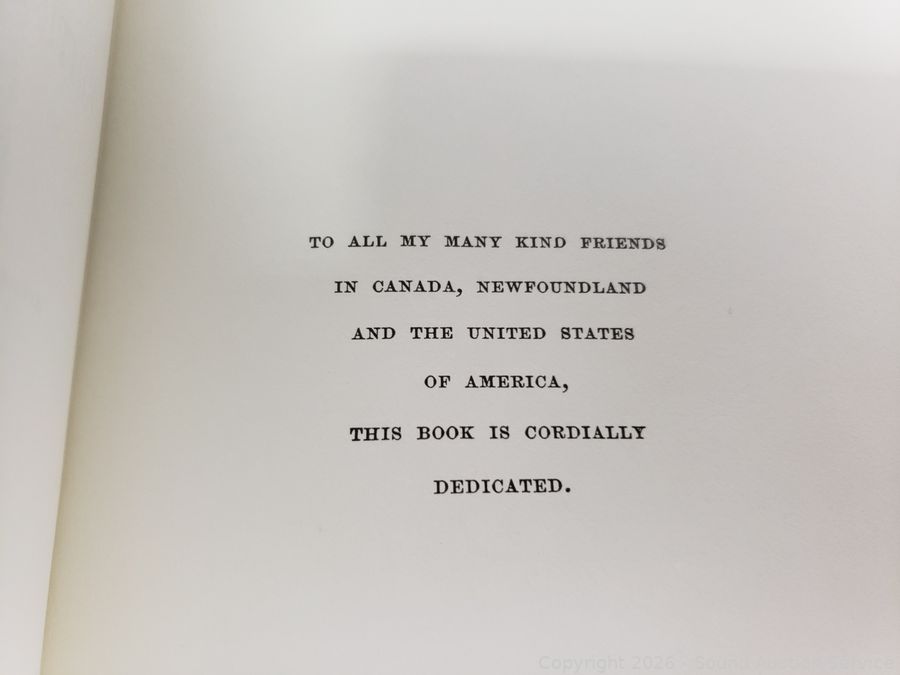 TO ALL MY MANY KIND FRIENDS
IN CANADA, NEWFOUNDLAND
AND THE UNITED STATES
OF AMERICA,
THIS BOOK IS CORDIALLY
DEDICATED.
Copyright 2026 - Sound Auction Service